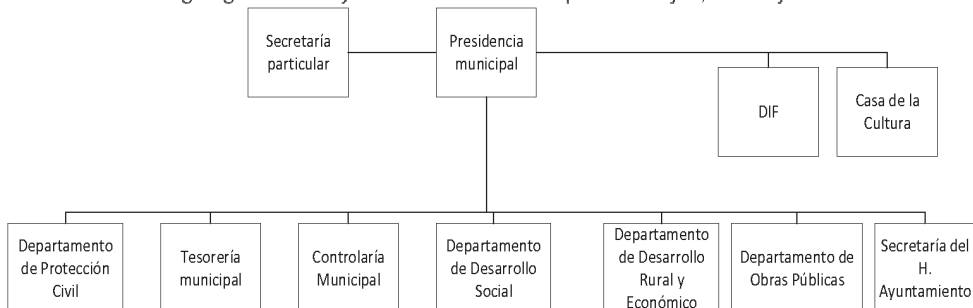 Secretaría
particular
Presidencia
municipal
DIF
Casa de la
Cultura
Departamento
de Protección
Civil
Tesorería
municipal
Controlaría
Municipal
Departamento
de Desarrollo
Social
Departamento
de Desarrollo
Rural y
Económico
Departamento de
Obras Públicas
Secretaría del
H.
Ayuntamiento